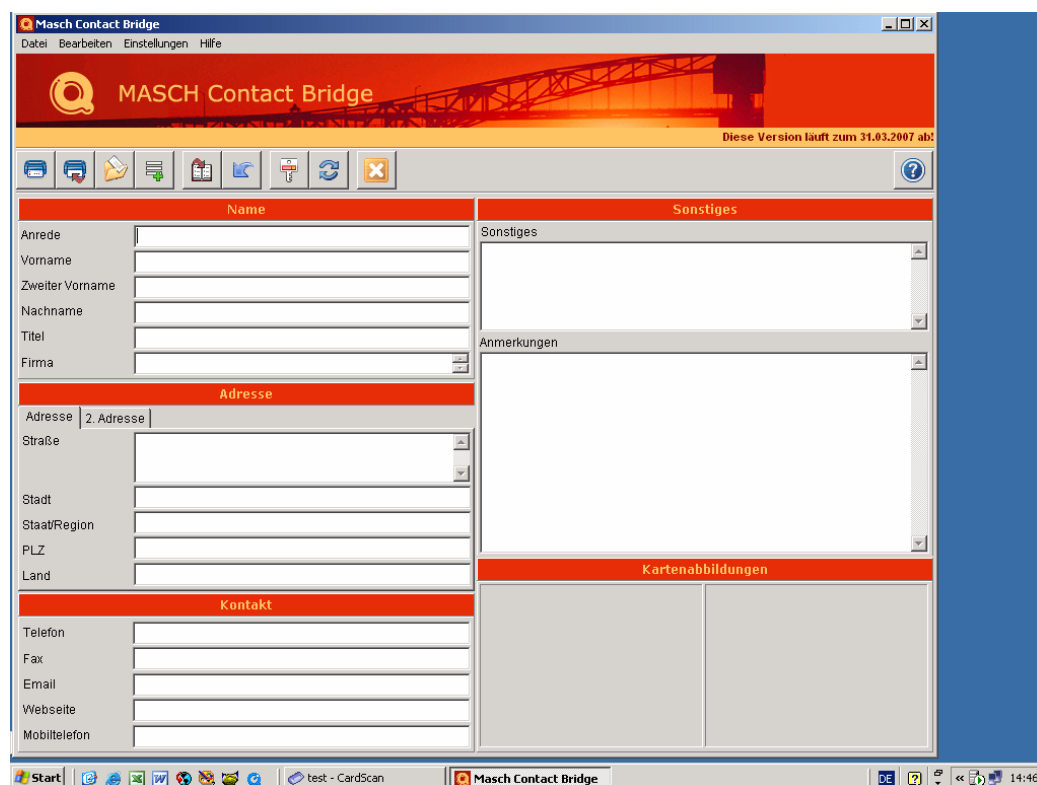 Masch Contact Bridge
Datei Bearbeiten Einstellungen Hilfe
MASCH Contact Bridge
Diese Version läuft zum 31.03.2007 ab!
Name
Anrede
Vorname
Zweiter Vorname
Nachname
Titel
Firma
Adresse
Adresse 2. Adresse
Straße
Stadt
Staat/Region
PLZ
Land
Kontakt
Telefon
Fax
Email
Webseite
Mobiltelefon
Sonstiges
Sonstiges
Anmerkungen
Kartenabbildungen
Start test - CardScan Masch Contact Bridge DE 14:46